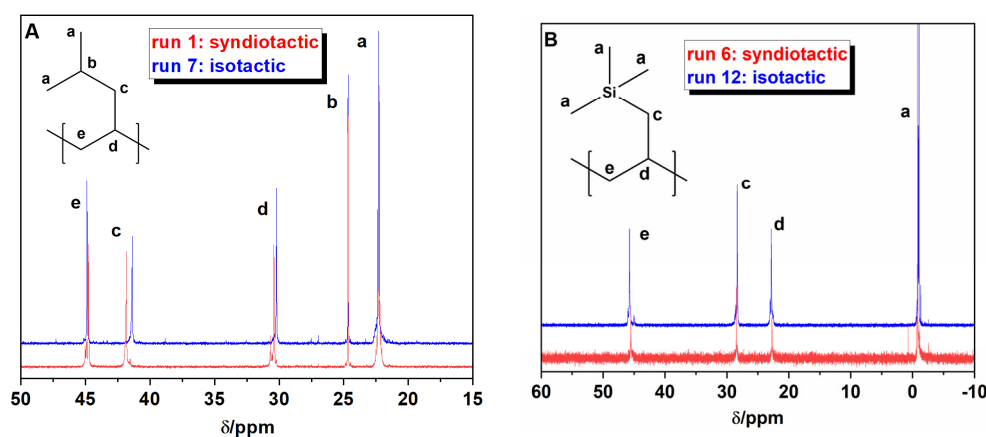 A
run 1: syndiotactic
run 7: isotactic
a
a
b
a
c
e
d
e
c
d
b
a
50 45 40 35 30 25 20 15
δ/ppm
B
run 6: syndiotactic
run 12: isotactic
a
a
Si
a
c
e
d
e
c
d
a
60 50 40 30 20 10 0 -10
δ/ppm